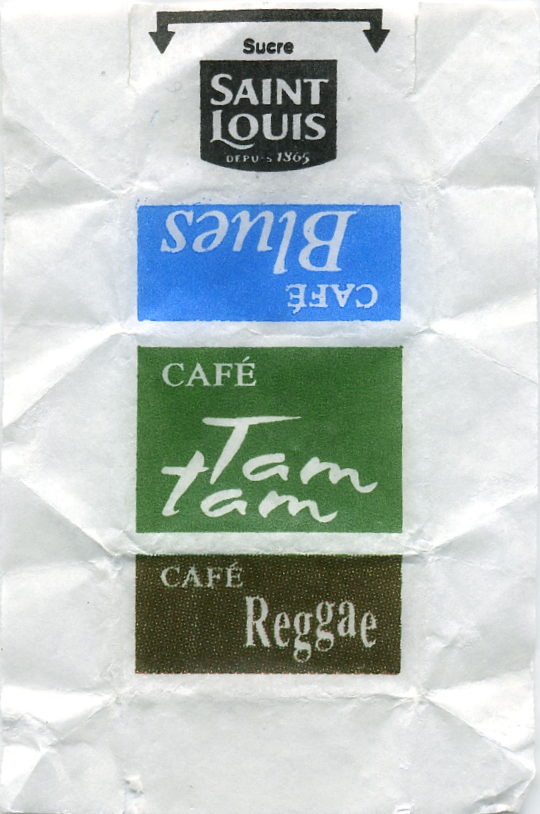 Sucre
SAINT
LOUIS
DEPUIS 1865
CAFÉ
Blues
CAFÉ
Tam
tam
CAFÉ
Reggae